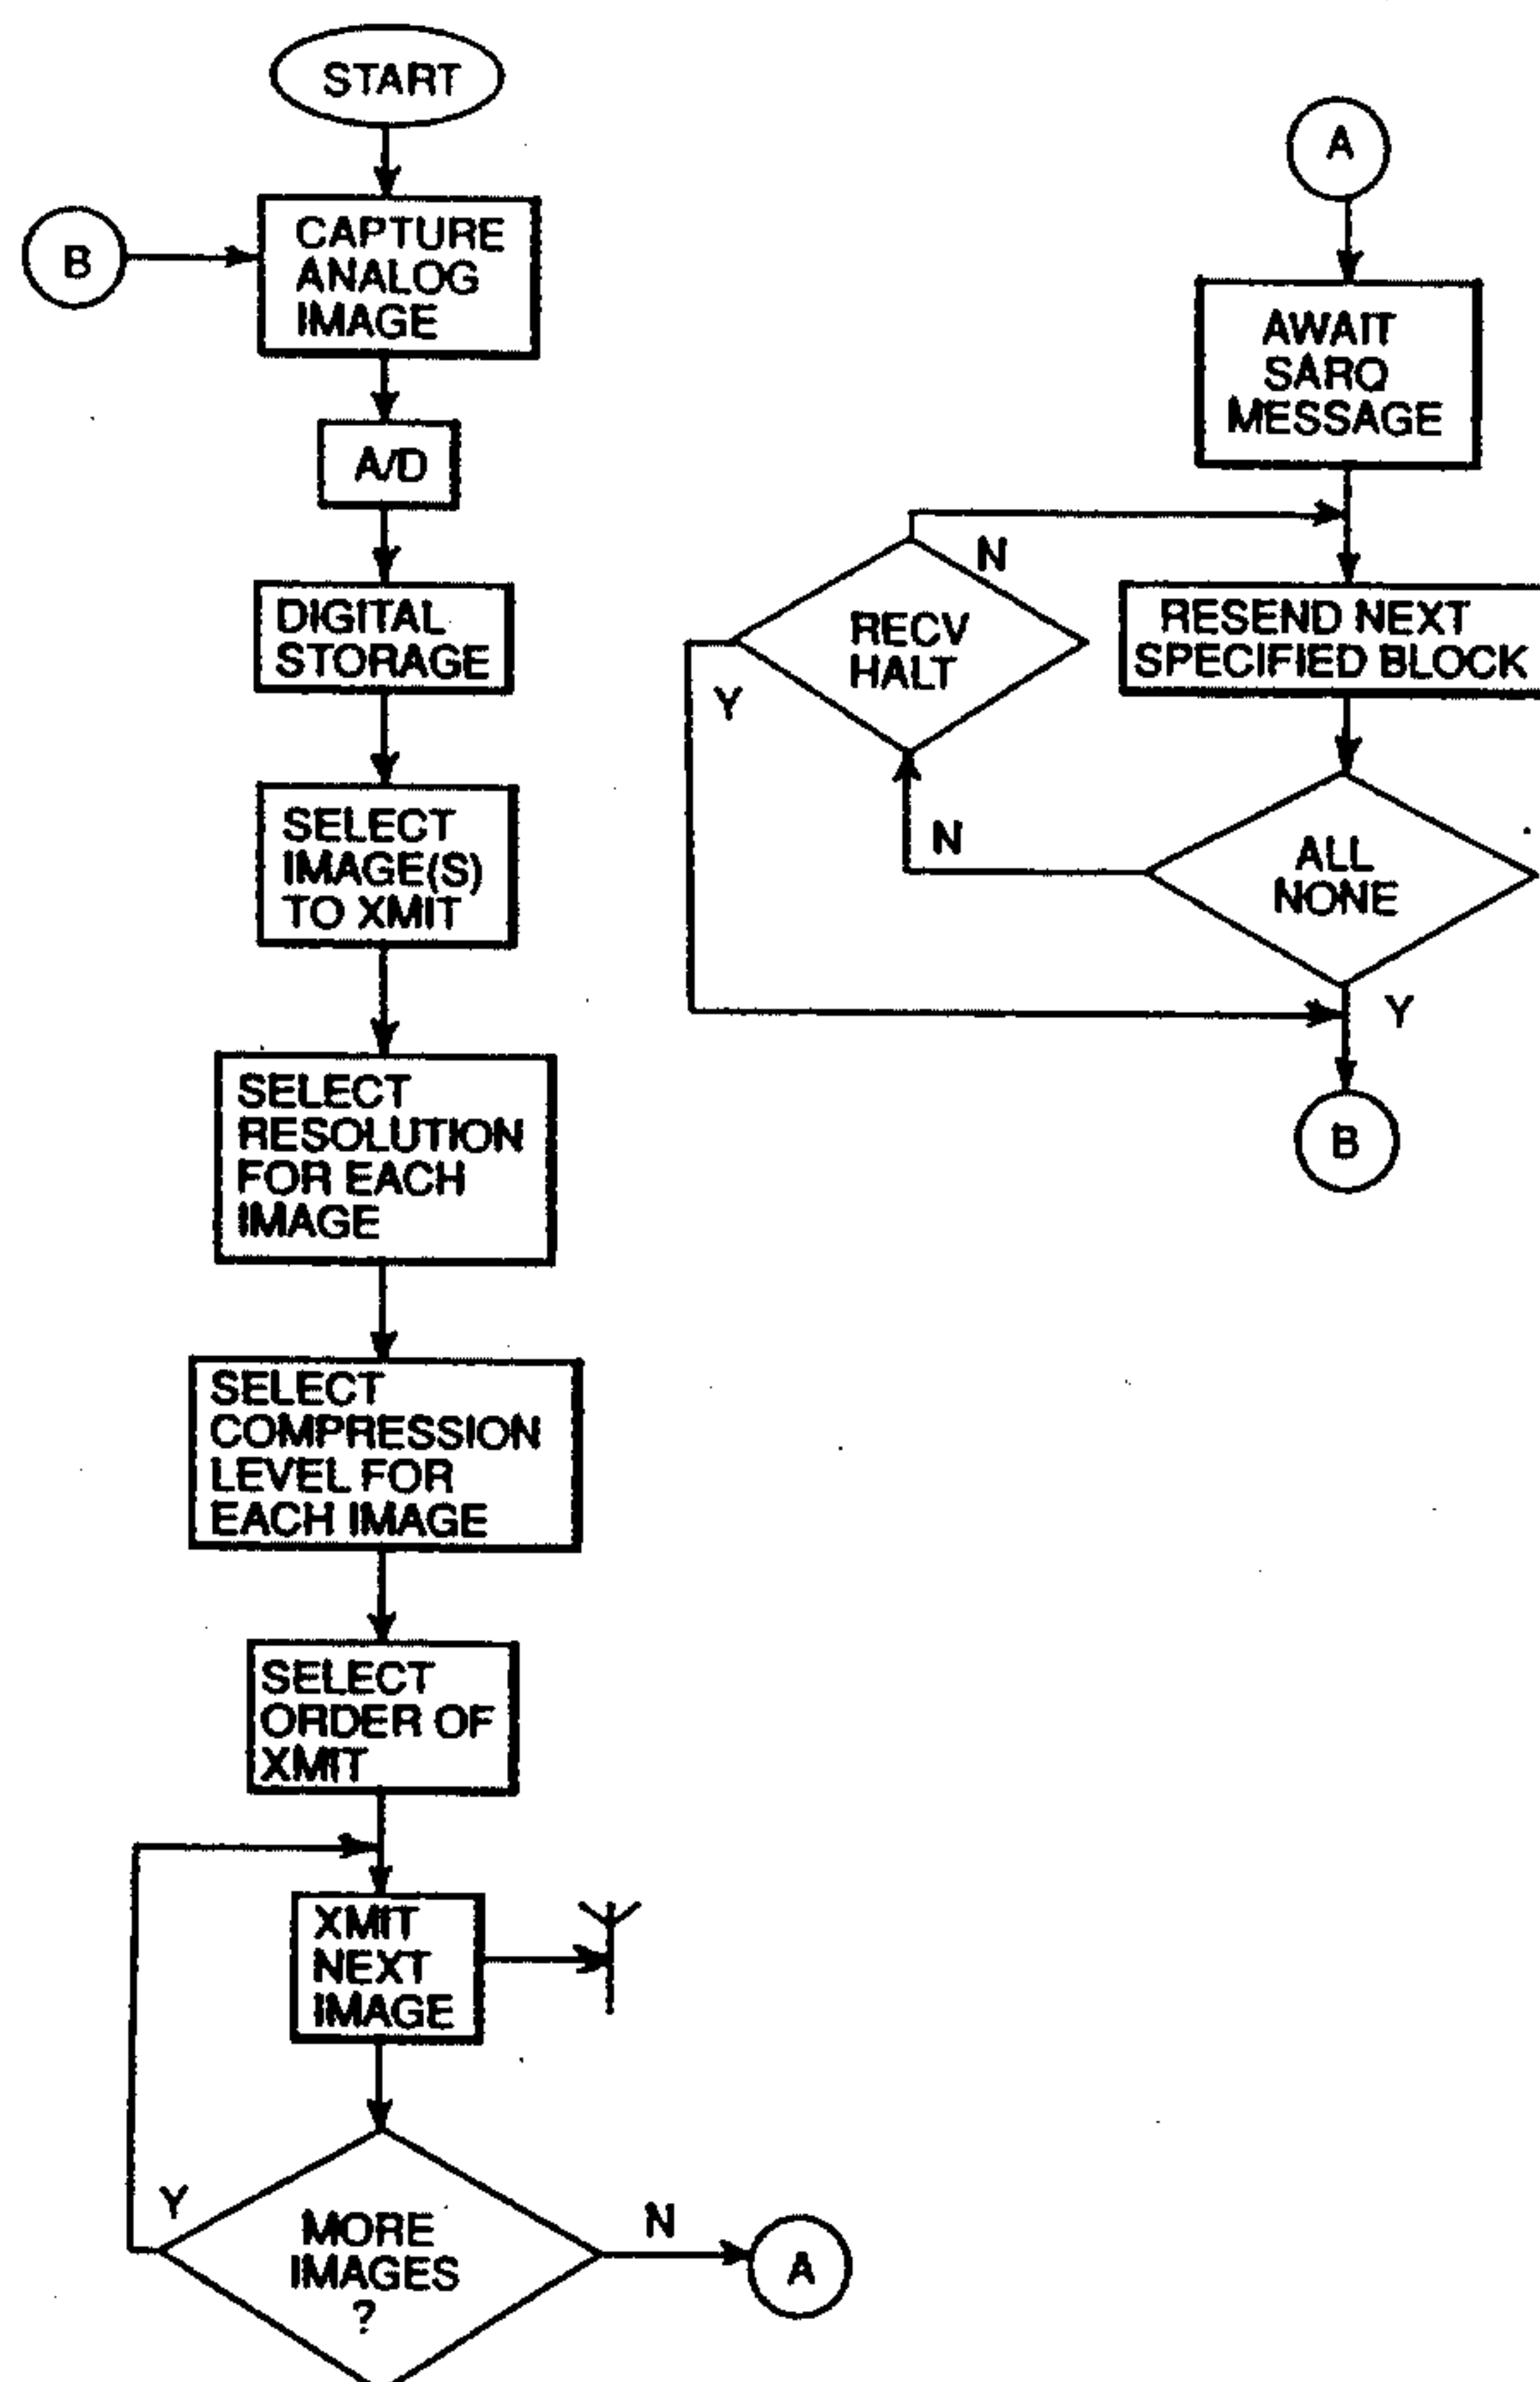 START
B
CAPTURE
ANALOG
IMAGE
A/D
DIGITAL
STORAGE
SELECT
IMAGE(S)
TO XMIT
SELECT
RESOLUTION
FOR EACH
IMAGE
SELECT
COMPRESSION
LEVEL FOR
EACH IMAGE
SELECT
ORDER OF
XMIT
XMIT
NEXT
IMAGE
Y
MORE
IMAGES
?
N
A
A
AWAIT
SARQ
MESSAGE
N
RECV
HALT
Y
RESEND NEXT
SPECIFIED BLOCK
N
ALL
NONE
Y
B